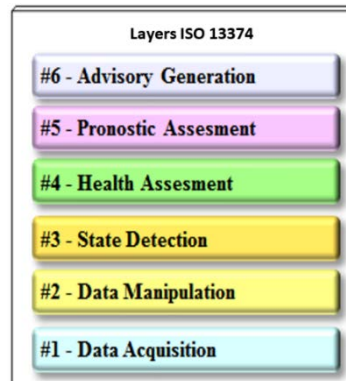 Layers ISO 13374
#6 - Advisory Generation
#5 - Pronostic Assesment
#4 - Health Assesment
#3 - State Detection
#2 - Data Manipulation
#1 - Data Acquisition